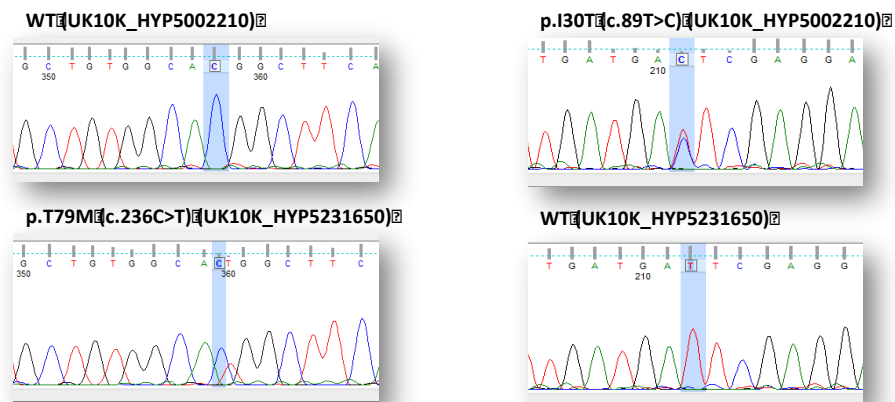 WT⍰(UK10K_HYP5002210)⍰
G C T G T G G C A C G G C T T C A
350 360
p.I30T⍰(c.89T>C)⍰(UK10K_HYP5002210)⍰
T G A T G A C T C G A G G A
210
p.T79M⍰(c.236C>T)⍰(UK10K_HYP5231650)⍰
G C T G T G G C A C T G G C T T C
350 360
WT⍰(UK10K_HYP5231650)⍰
T G A T G A T T C G A G G
210